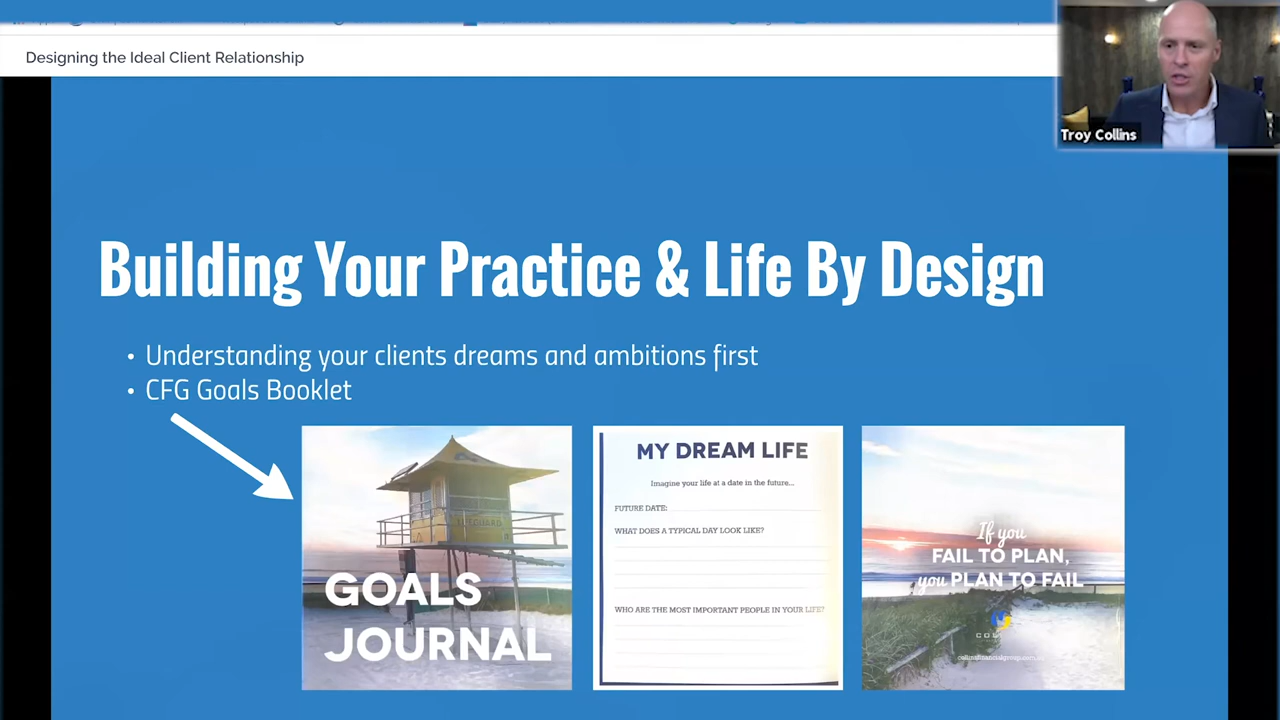 Designing the Ideal Client Relationship
Troy Collins
Building Your Practice & Life By Design
• Understanding your clients dreams and ambitions first
• CFG Goals Booklet
LIFEGUARD
GOALS
JOURNAL
MY DREAM LIFE
Imagine your life at a date in the future...
FUTURE DATE:
WHAT DOES A TYPICAL DAY LOOK LIKE?
WHO ARE THE MOST IMPORTANT PEOPLE IN YOUR LIFE?
If you
FAIL TO PLAN,
you PLAN TO FAIL